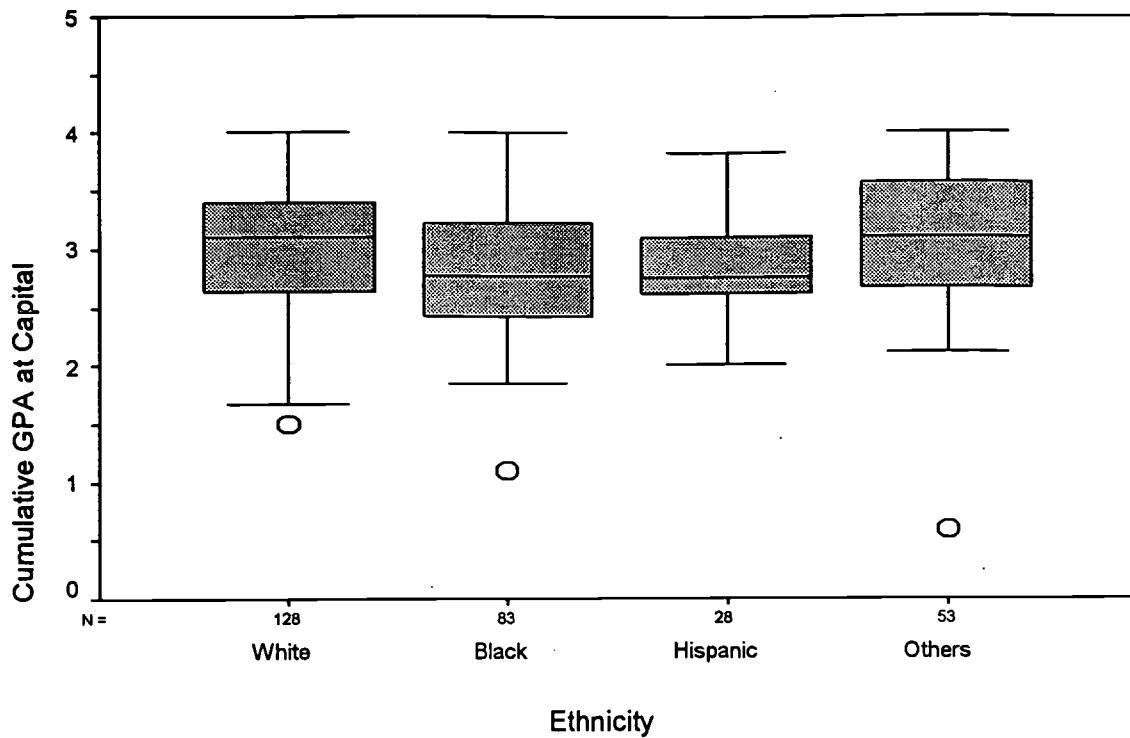 5
4
3
2
1
0
Cumulative GPA at Capital
N = 128 83 28 53
White Black Hispanic Others
Ethnicity